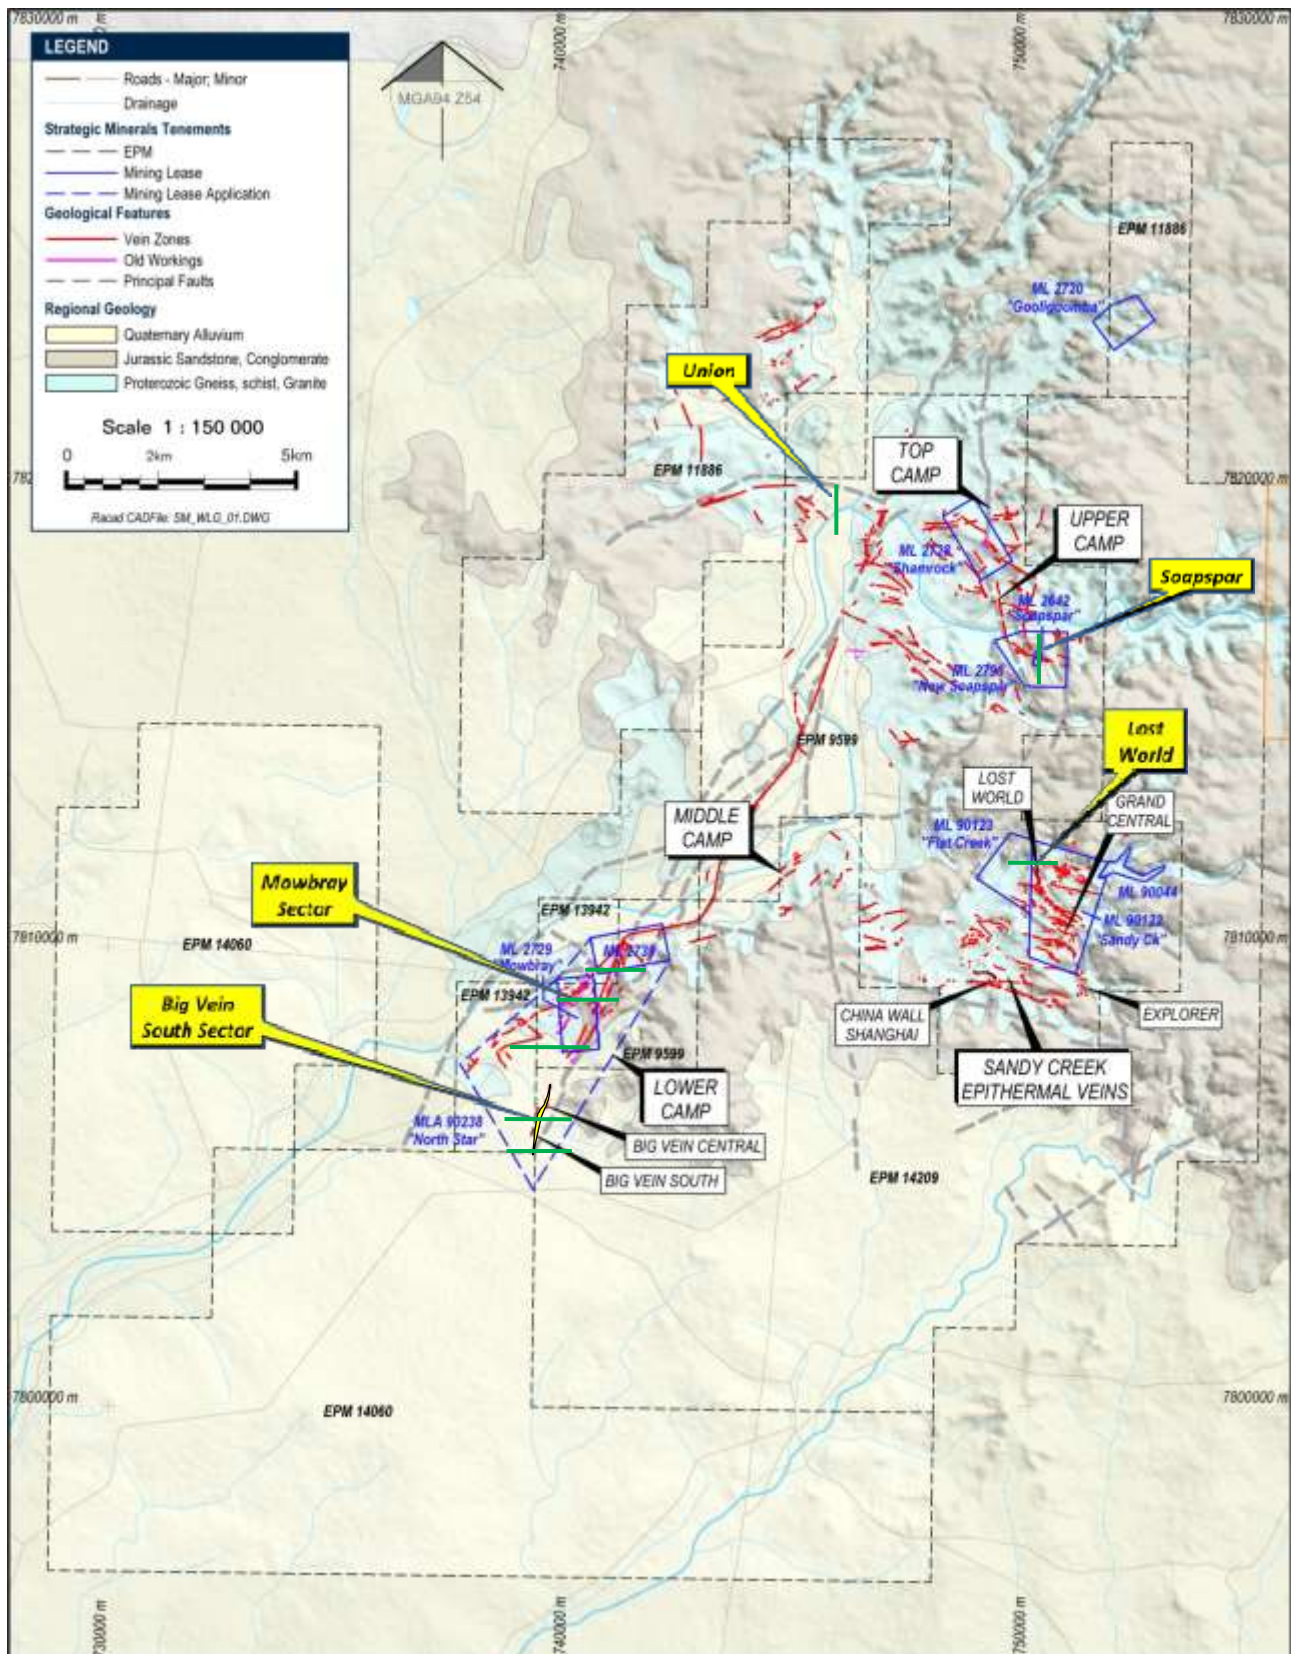 7830000 m
7830000 m
740000 m
750000 m
LEGEND
Roads - Major; Minor
Drainage
Strategic Minerals Tenements
EPM
Mining Lease
Mining Lease Application
Geological Features
Vein Zones
Old Workings
Principal Faults
Regional Geology
Quaternary Alluvium
Jurassic Sandstone, Conglomerate
Proterozoic Gneiss, schist, Granite
Scale 1 : 150 000
0 2km 5km
Racad CADFile: SM_WLG_01.DWG
MGA94 Z54
EPM 11886
ML 2720
"Gooligoomba"
Union
EPM 11886
TOP
CAMP
7820000 m
UPPER
CAMP
ML 2728
"Shamrock"
Soapspar
ML 2642
"Soapspar"
ML 2795
"New Soapspar"
EPM 9599
Lost
World
LOST
WORLD
GRAND
CENTRAL
MIDDLE
CAMP
ML 90123
"Flat Creek"
ML 90044
ML 90122
"Sandy Ck"
Mowbray
Sector
EPM 13942
EPM 14060
7810000 m
7810000 m
ML 2729
"Mowbray"
EPM 13942
Big Vein
South Sector
CHINA WALL
SHANGHAI
EXPLORER
EPM 9599
SANDY CREEK
EPITHERMAL VEINS
LOWER
CAMP
MLA 90238
"North Star"
BIG VEIN CENTRAL
BIG VEIN SOUTH
EPM 14209
7800000 m
7800000 m
EPM 14060
740000 m
750000 m